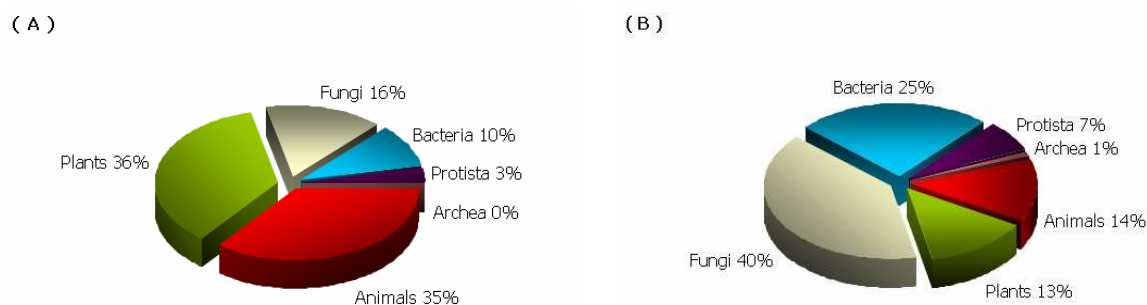 ( A )
Fungi 16%
Bacteria 10%
Plants 36%
Protista 3%
Archea 0%
Animals 35%
( B )
Bacteria 25%
Protista 7%
Archea 1%
Animals 14%
Fungi 40%
Plants 13%